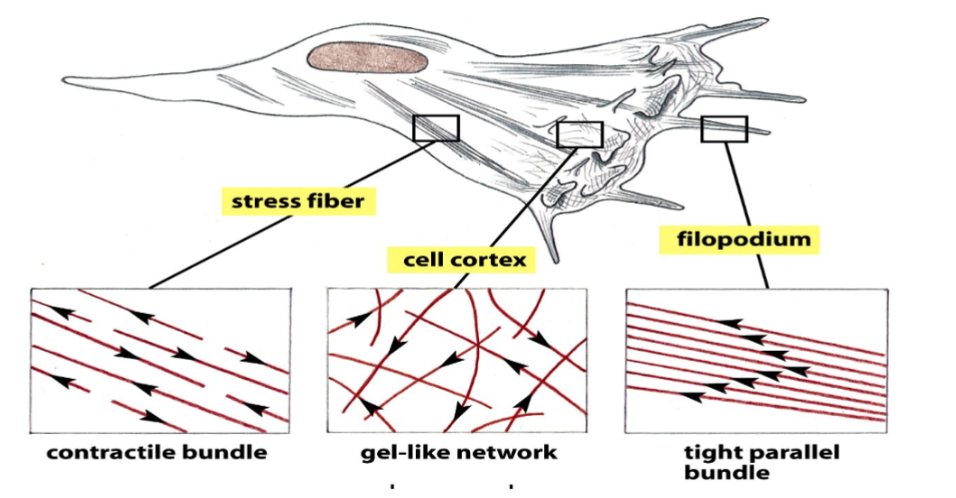 stress fiber
cell cortex
filopodium
contractile bundle
gel-like network
tight parallel
bundle